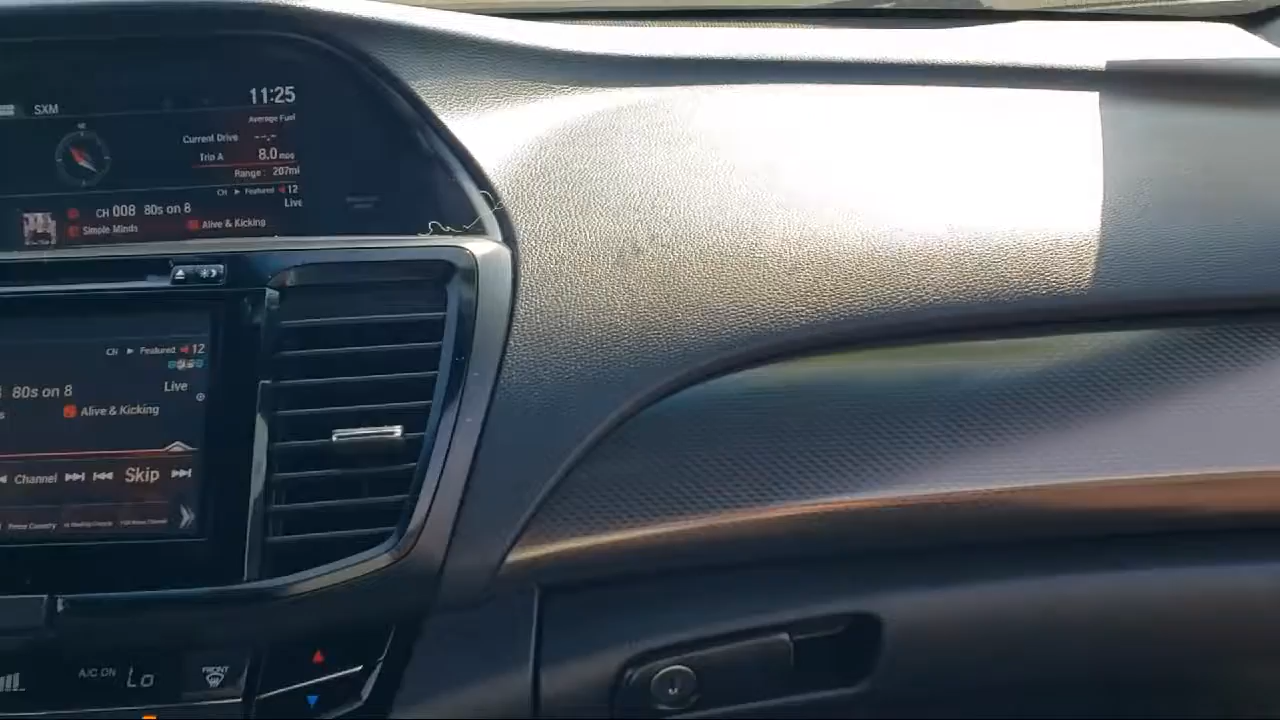 SXM
11:25
Average Fuel
Current Drive --.-
Trip A 8.0
Range: 207mi
CH ▶ Featured 12
Live
CH 008 80s on 8
Simple Minds Alive & Kicking
CH ▶ Featured 12
80s on 8 Live
Alive & Kicking
Channel Skip
A/C ON Lo FRONT